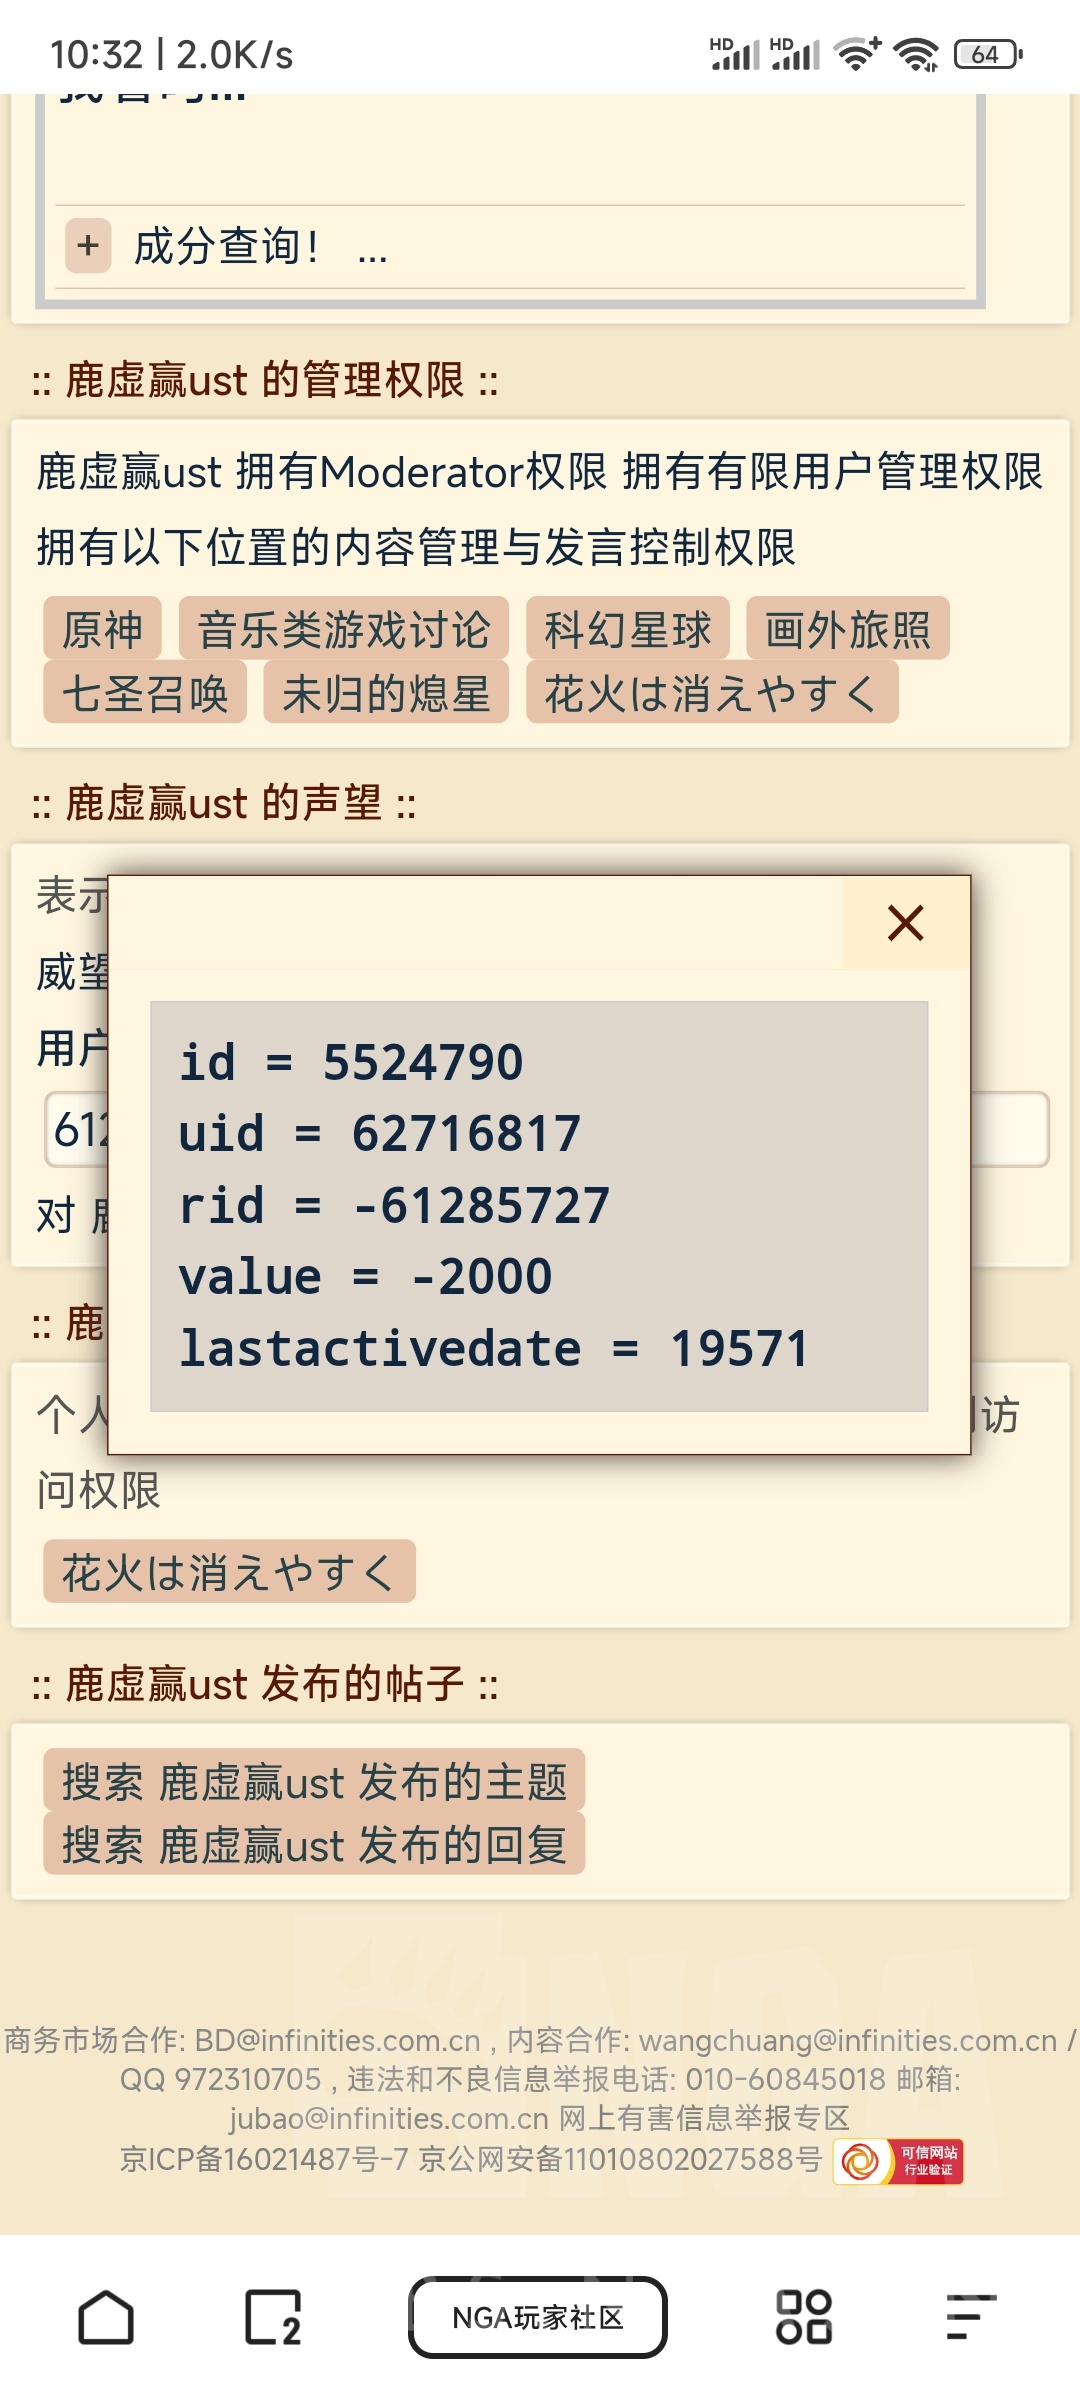 10:32 | 2.0K/s
HD HD 64
+ 成分查询！ ...
:: 鹿虚赢ust 的管理权限 ::
鹿虚赢ust 拥有Moderator权限 拥有有限用户管理权限
拥有以下位置的内容管理与发言控制权限
原神 音乐类游戏讨论 科幻星球 画外旅照
七圣召唤 未归的熄星 花火は消えやすく
:: 鹿虚赢ust 的声望 ::
表示
威望
用户
612
对 鹿
id = 5524790
uid = 62716817
rid = -61285727
value = -2000
lastactivedate = 19571
:: 鹿
个人 访
问权限
花火は消えやすく
:: 鹿虚赢ust 发布的帖子 ::
搜索 鹿虚赢ust 发布的主题
搜索 鹿虚赢ust 发布的回复
NGA
商务市场合作: BD@infinities.com.cn , 内容合作: wangchuang@infinities.com.cn /
QQ 972310705 , 违法和不良信息举报电话: 010-60845018 邮箱:
jubao@infinities.com.cn 网上有害信息举报专区
京ICP备16021487号-7 京公网安备11010802027588号 可信网站
行业验证
2 NGA玩家社区